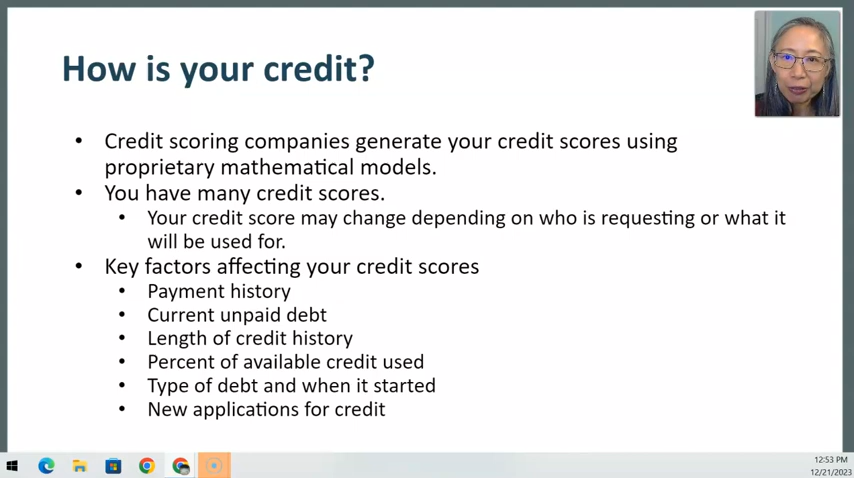 How is your credit?
• Credit scoring companies generate your credit scores using
proprietary mathematical models.
• You have many credit scores.
• Your credit score may change depending on who is requesting or what it
will be used for.
• Key factors affecting your credit scores
• Payment history
• Current unpaid debt
• Length of credit history
• Percent of available credit used
• Type of debt and when it started
• New applications for credit
12:53 PM
12/21/2023